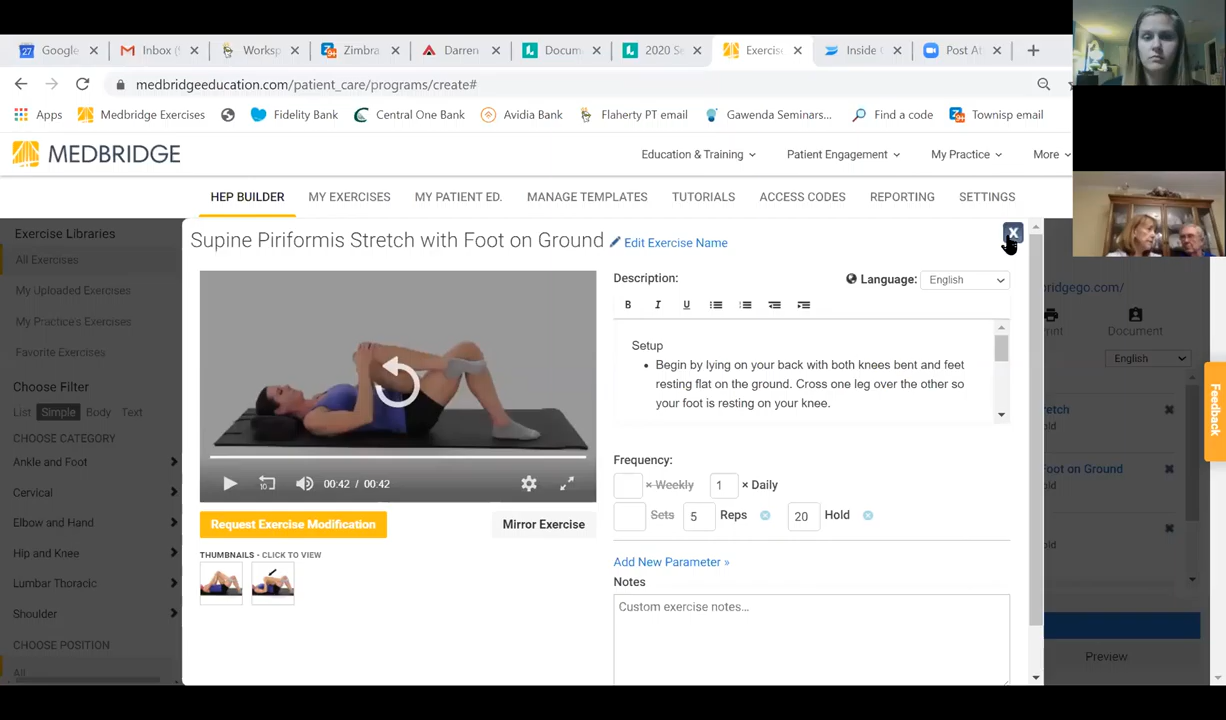 27 Google
Inbox (
Worksp
Zimbra
Darren
Docum
2020 Se
Exercise
Inside
Post At
medbridgeeducation.com/patient_care/programs/create#
Apps
Medbridge Exercises
Fidelity Bank
Central One Bank
Avidia Bank
Flaherty PT email
Gawenda Seminars...
Find a code
Townisp email
MEDBRIDGE
Education & Training
Patient Engagement
My Practice
More
HEP BUILDER
MY EXERCISES
MY PATIENT ED.
MANAGE TEMPLATES
TUTORIALS
ACCESS CODES
REPORTING
SETTINGS
Exercise Libraries
All Exercises
My Uploaded Exercises
My Practice's Exercises
Favorite Exercises
Choose Filter
List Simple Body Text
CHOOSE CATEGORY
Ankle and Foot
Cervical
Elbow and Hand
Hip and Knee
Lumbar Thoracic
Shoulder
CHOOSE POSITION
All
Supine Piriformis Stretch with Foot on Ground
Edit Exercise Name
X
10
00:42 / 00:42
Request Exercise Modification
Mirror Exercise
THUMBNAILS - CLICK TO VIEW
Description:
Language: English
B I U
Setup
• Begin by lying on your back with both knees bent and feet
resting flat on the ground. Cross one leg over the other so
your foot is resting on your knee.
Frequency:
× Weekly 1 × Daily
Sets 5 Reps 20 Hold
Add New Parameter »
Notes
Custom exercise notes...
bridgego.com/
Document
English
Foot on Ground
Preview
Feedback